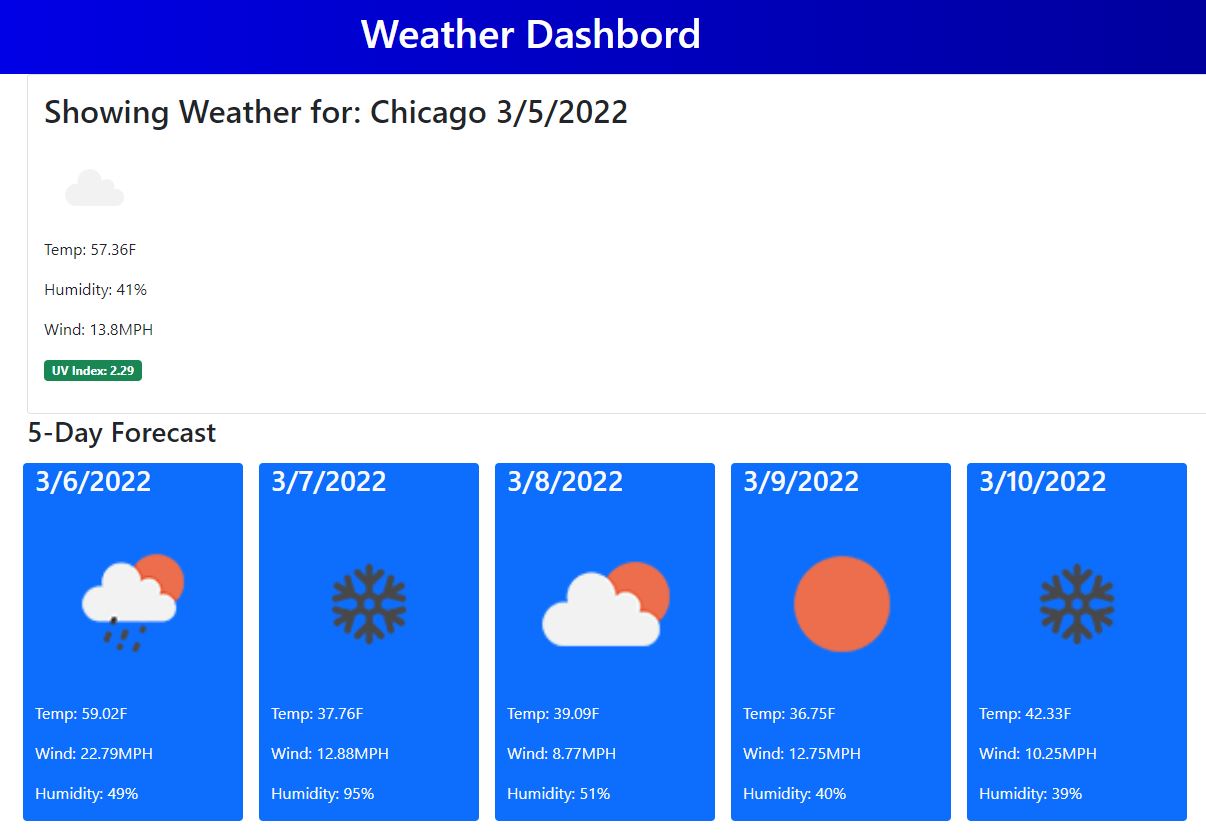 Weather Dashbord
Showing Weather for: Chicago 3/5/2022
Temp: 57.36F
Humidity: 41%
Wind: 13.8MPH
UV Index: 2.29
5-Day Forecast
3/6/2022
Temp: 59.02F
Wind: 22.79MPH
Humidity: 49%
3/7/2022
Temp: 37.76F
Wind: 12.88MPH
Humidity: 95%
3/8/2022
Temp: 39.09F
Wind: 8.77MPH
Humidity: 51%
3/9/2022
Temp: 36.75F
Wind: 12.75MPH
Humidity: 40%
3/10/2022
Temp: 42.33F
Wind: 10.25MPH
Humidity: 39%